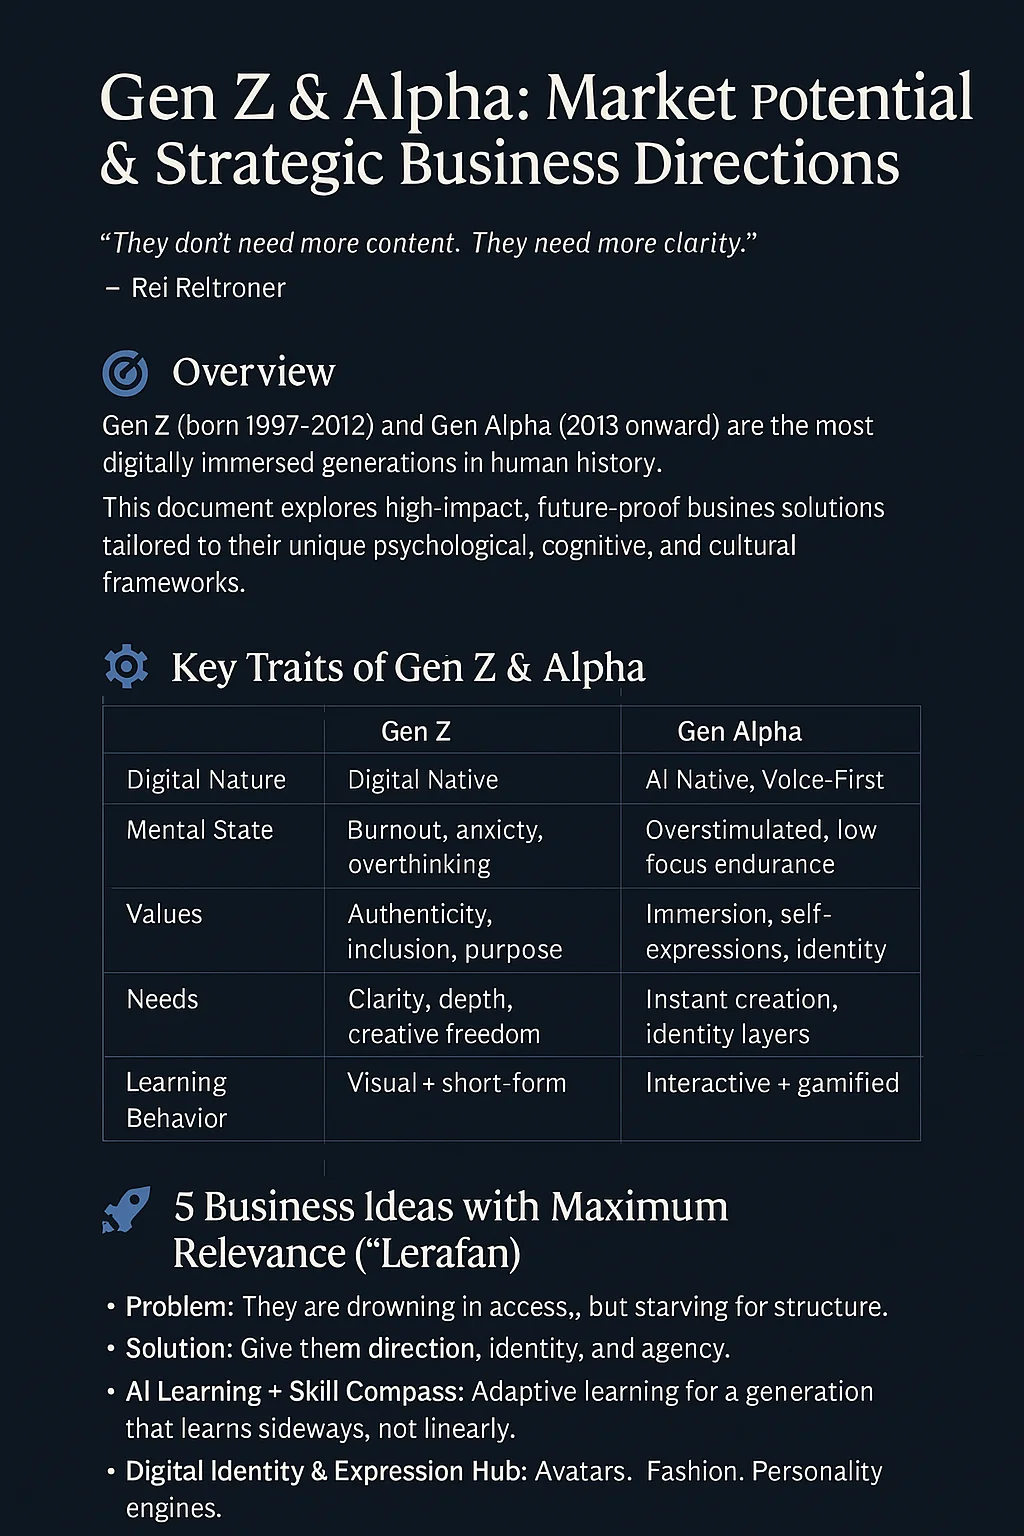 Gen Z & Alpha: Market Potential
& Strategic Business Directions
“They don’t need more content. They need more clarity.”
– Rei Reltroner
Overview
Gen Z (born 1997-2012) and Gen Alpha (2013 onward) are the most
digitally immersed generations in human history.
This document explores high-impact, future-proof busines solutions
tailored to their unique psychological, cognitive, and cultural
frameworks.
Key Traits of Gen Z & Alpha
Gen Z Gen Alpha
Digital Nature Digital Native Al Native, Volce-First
Mental State Burnout, anxicty, Overstimulated, low
overthinking focus endurance
Values Authenticity, Immersion, self-
inclusion, purpose expressions, identity
Needs Clarity, depth, Instant creation,
creative freedom identity layers
Learning Visual + short-form Interactive + gamified
Behavior
5 Business Ideas with Maximum
Relevance (“Lerafan)
• Problem: They are drowning in access,, but starving for structure.
• Solution: Give them direction, identity, and agency.
• Al Learning + Skill Compass: Adaptive learning for a generation
that learns sideways, not linearly.
• Digital Identity & Expression Hub: Avatars. Fashion. Personality
engines.